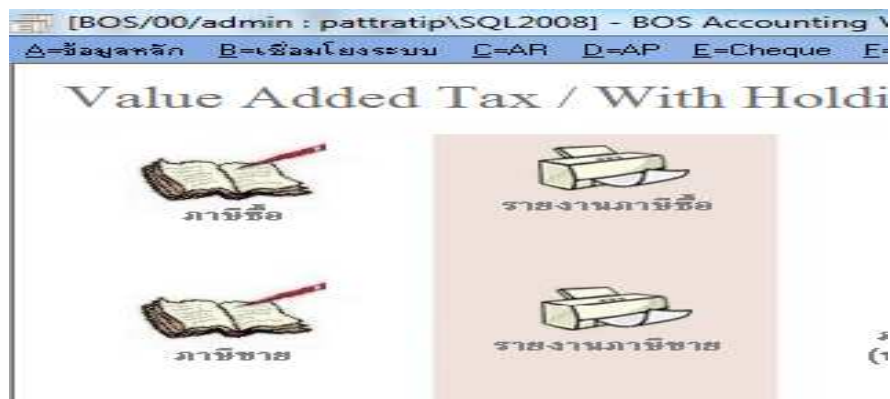 [BOS/00/admin : pattratip\SQL2008] - BOS Accounting
A=ข้อมูลหลัก B=เชื่อมโยงระบบ C=AR D=AP E=Cheque
Value Added Tax / With
ภาษีซื้อ รายงานภาษีซื้อ
ภาษีขาย รายงานภาษีขาย